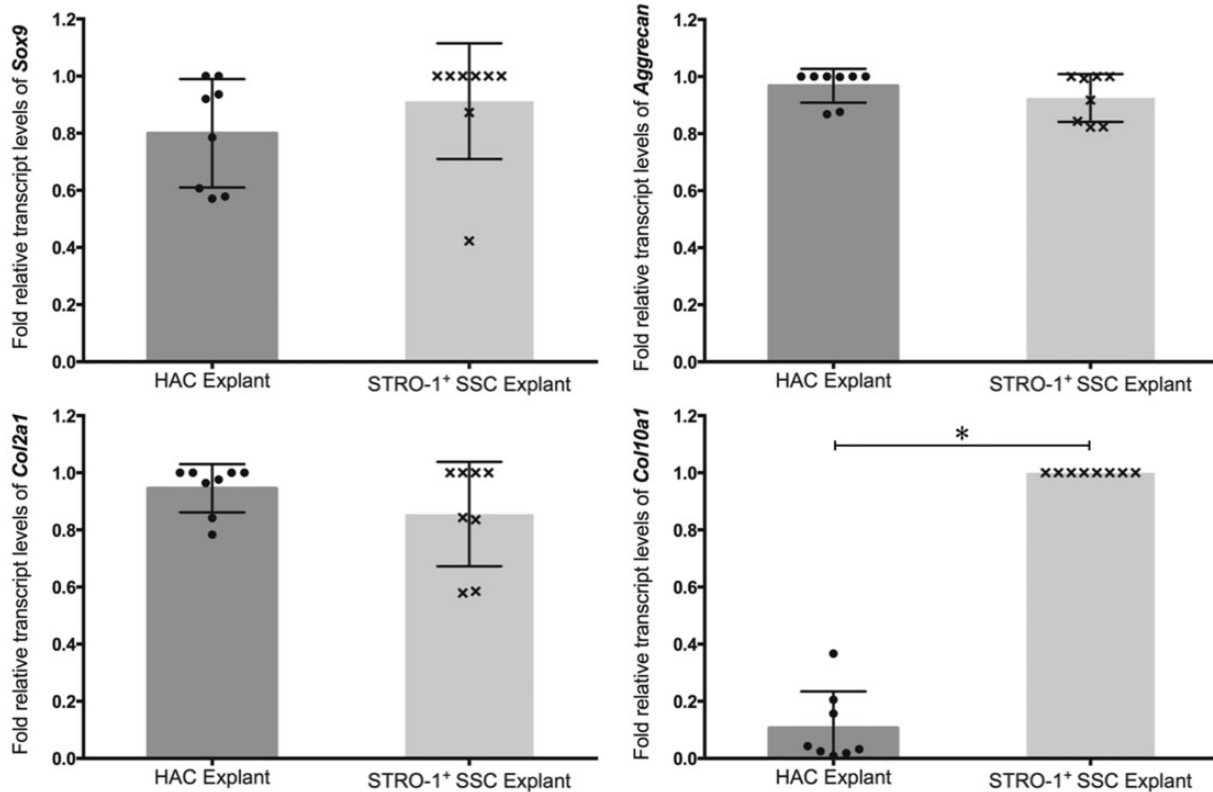 Fold relative transcript levels of Sox9
1.2
1.0
0.8
0.6
0.4
0.2
0.0
HAC Explant
STRO-1⁺ SSC Explant
Fold relative transcript levels of Aggrecan
1.2
1.0
0.8
0.6
0.4
0.2
0.0
HAC Explant
STRO-1⁺ SSC Explant
Fold relative transcript levels of Col2a1
1.2
1.0
0.8
0.6
0.4
0.2
0.0
HAC Explant
STRO-1⁺ SSC Explant
Fold relative transcript levels of Col10a1
1.2
1.0
0.8
0.6
0.4
0.2
0.0
*
HAC Explant
STRO-1⁺ SSC Explant